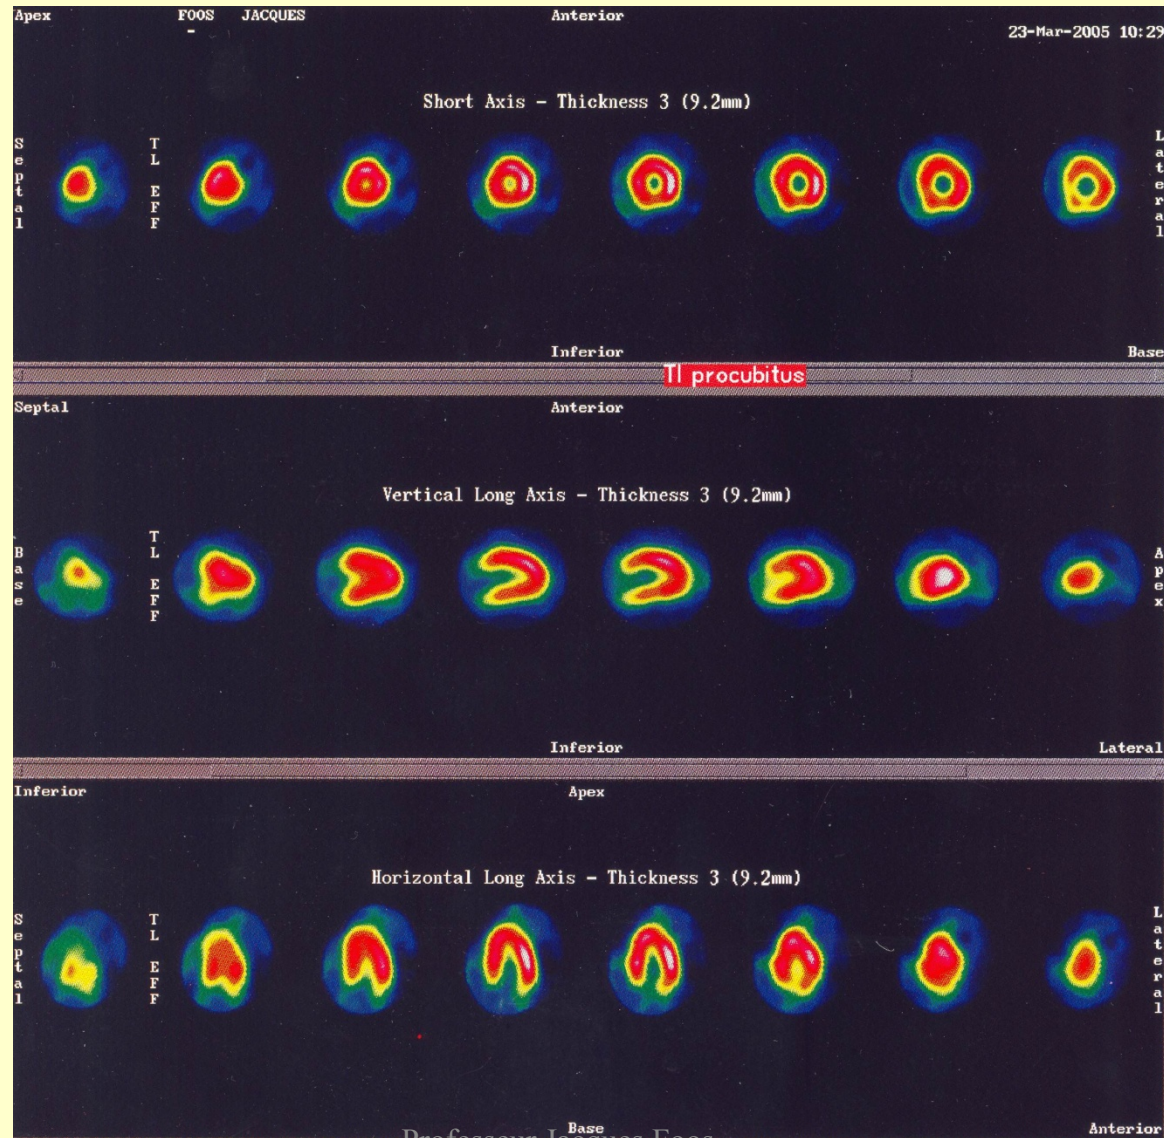 Apex FOOS JACQUES Anterior
-
23-Mar-2005 10:29
Short Axis - Thickness 3 (9.2mm)
Septal
TL EFF
Lateral
Inferior Base
Tl procubitus
Septal Anterior
Vertical Long Axis - Thickness 3 (9.2mm)
Base
TL EFF
Apex
Inferior Lateral
Inferior Apex
Horizontal Long Axis - Thickness 3 (9.2mm)
Septal
TL EFF
Lateral
Base Anterior
Professeur Jacques Foos